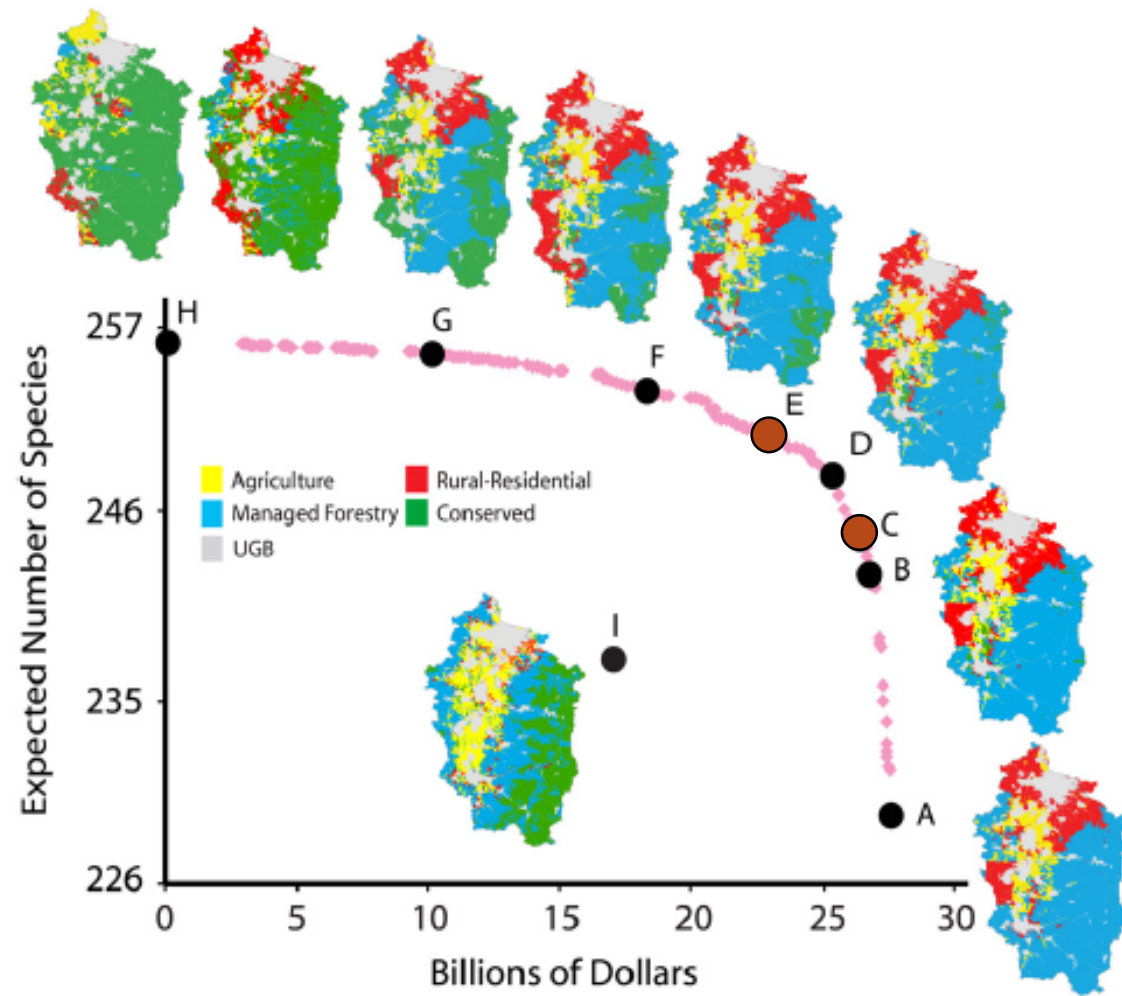 257
H
G
F
E
D
Agriculture
Rural-Residential
Managed Forestry
Conserved
UGB
246
C
B
I
235
A
226
0
5
10
15
20
25
30
Expected Number of Species
Billions of Dollars